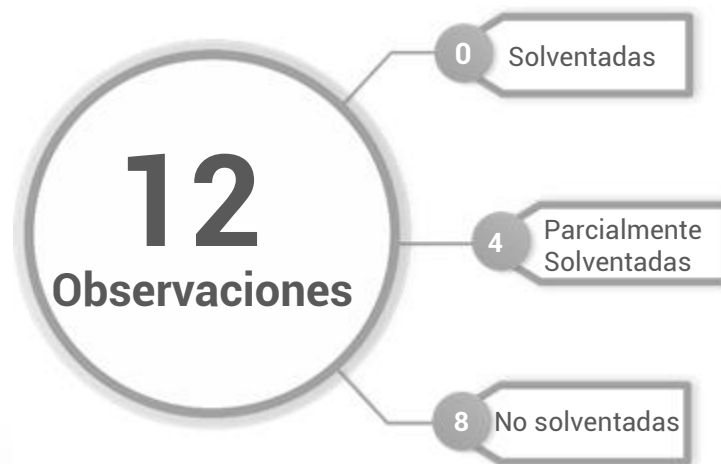 12
Observaciones
0
Solventadas
4
Parcialmente
Solventadas
8
No solventadas